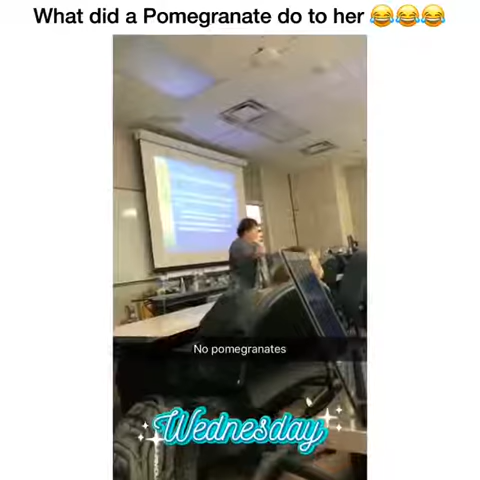 What did a Pomegranate do to her 😂😂😂
No pomegranates
Wednesday